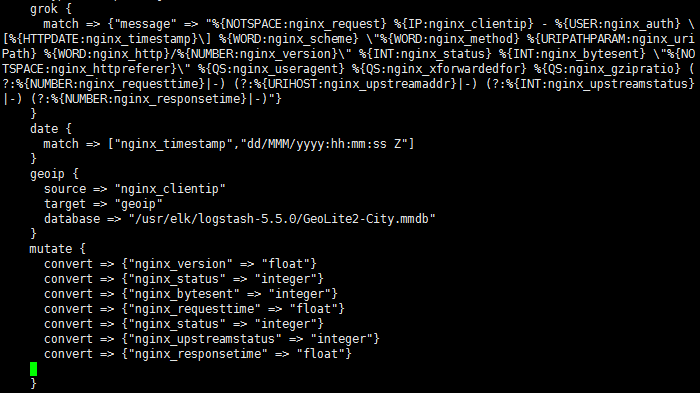 grok {
match => {"message" => "%{NOTSPACE:nginx_request} %{IP:nginx_clientip} - %{USER:nginx_auth} \
[%{HTTPDATE:nginx_timestamp}\] %{WORD:nginx_scheme} \"%{WORD:nginx_method} %{URIPATHPARAM:nginx_uri
Path} %{WORD:nginx_http}/%{NUMBER:nginx_version}\" %{INT:nginx_status} %{INT:nginx_bytesent} \"%{NO
TSPACE:nginx_httpreferer}\" %{QS:nginx_useragent} %{QS:nginx_xforwardedfor} %{QS:nginx_gzipratio} (
?:%{NUMBER:nginx_requesttime}|-) (?:%{URIHOST:nginx_upstreamaddr}|-) (?:%{INT:nginx_upstreamstatus}
|-) (?:%{NUMBER:nginx_responsetime}|-)"}
}
date {
match => ["nginx_timestamp","dd/MMM/yyyy:hh:mm:ss Z"]
}
geoip {
source => "nginx_clientip"
target => "geoip"
database => "/usr/elk/logstash-5.5.0/GeoLite2-City.mmdb"
}
mutate {
convert => {"nginx_version" => "float"}
convert => {"nginx_status" => "integer"}
convert => {"nginx_bytesent" => "integer"}
convert => {"nginx_requesttime" => "float"}
convert => {"nginx_status" => "integer"}
convert => {"nginx_upstreamstatus" => "integer"}
convert => {"nginx_responsetime" => "float"}
}